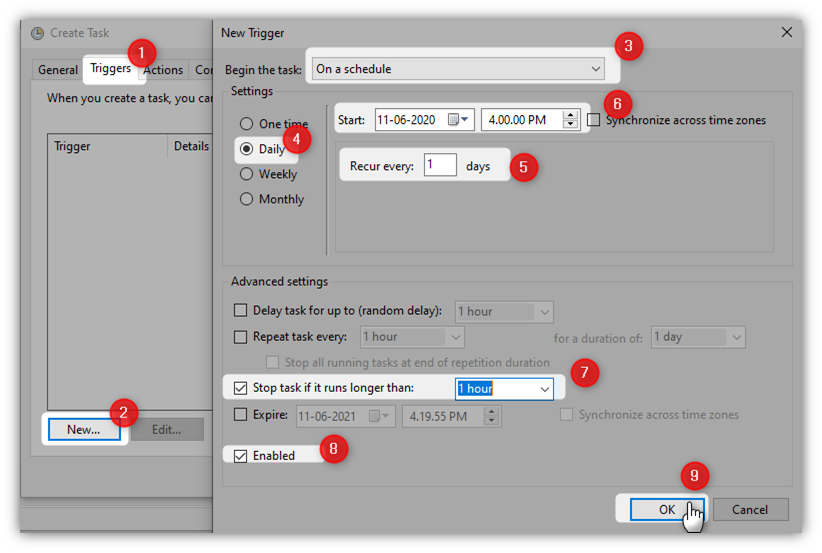 Create Task
New Trigger
1
3
General Triggers Actions Co
Begin the task: On a schedule
When you create a task, you car
Settings
6
One time
Start: 11-06-2020 4.00.00 PM Synchronize across time zones
4
Trigger Details
Daily
Recur every: 1 days
5
Weekly
Monthly
Advanced settings
Delay task for up to (random delay): 1 hour
Repeat task every: 1 hour for a duration of: 1 day
Stop all running tasks at end of repetition duration
7
Stop task if it runs longer than: 1 hour
2
Expire: 11-06-2021 4.19.55 PM Synchronize across time zones
New... Edit...
8
Enabled
9
OK Cancel